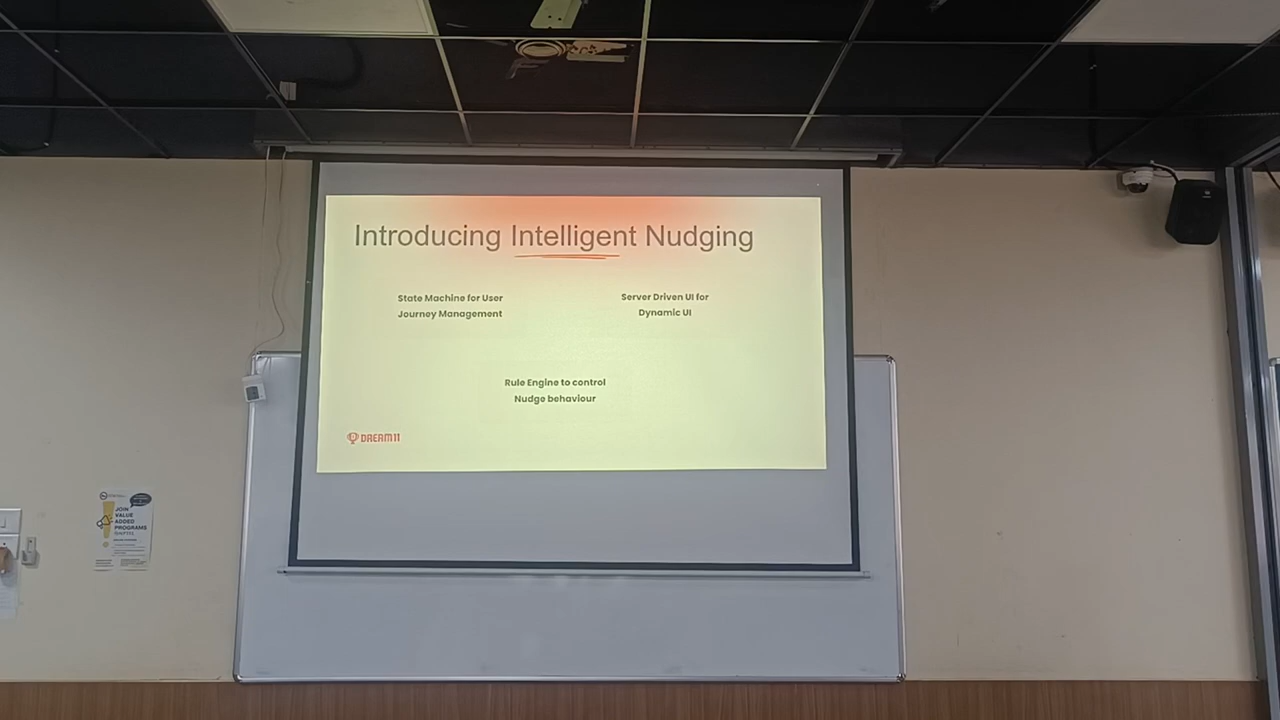 Introducing Intelligent Nudging
State Machine for User
Journey Management
Server Driven UI for
Dynamic UI
Rule Engine to control
Nudge behaviour
DREAM11
JOIN
VALUE
ADDED
PROGRAMS